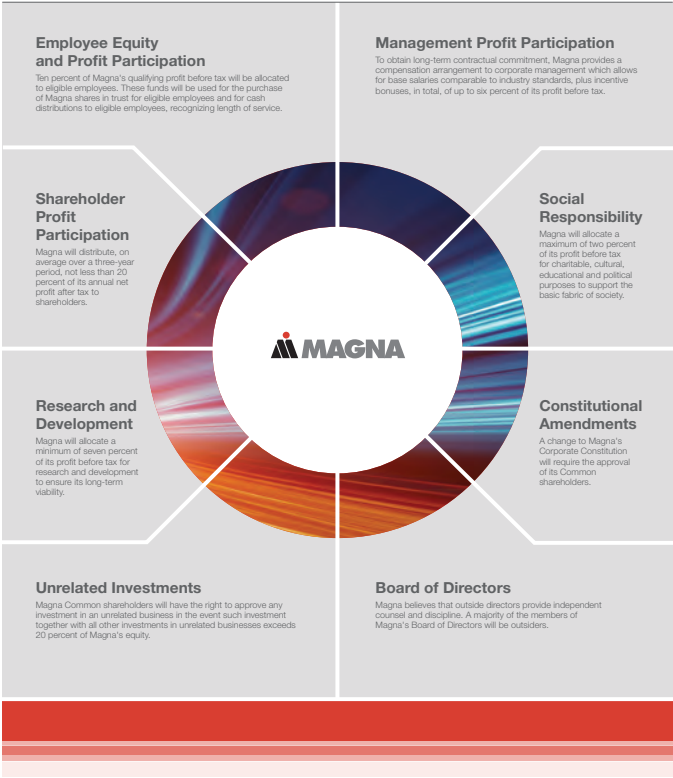 Employee Equity
and Profit Participation
Ten percent of Magna's qualifying profit before tax will be allocated
to eligible employees. These funds will be used for the purchase
of Magna shares in trust for eligible employees and for cash
distributions to eligible employees, recognizing length of service.
Management Profit Participation
To obtain long-term contractual commitment, Magna provides a
compensation arrangement to corporate management which allows
for base salaries comparable to industry standards, plus incentive
bonuses, in total, of up to six percent of its profit before tax.
Shareholder
Profit
Participation
Magna will distribute, on
average over a three-year
period, not less than 20
percent of its annual net
profit after tax to
shareholders.
Social
Responsibility
Magna will allocate a
maximum of two percent
of its profit before tax
for charitable, cultural,
educational and political
purposes to support the
basic fabric of society.
MAGNA
Research and
Development
Magna will allocate a
minimum of seven percent
of its profit before tax for
research and development
to ensure its long-term
viability.
Constitutional
Amendments
A change to Magna's
Corporate Constitution
will require the approval
of its Common
shareholders.
Unrelated Investments
Magna Common shareholders will have the right to approve any
investment in an unrelated business in the event such investment
together with all other investments in unrelated businesses exceeds
20 percent of Magna's equity.
Board of Directors
Magna believes that outside directors provide independent
counsel and discipline. A majority of the members of
Magna's Board of Directors will be outsiders.